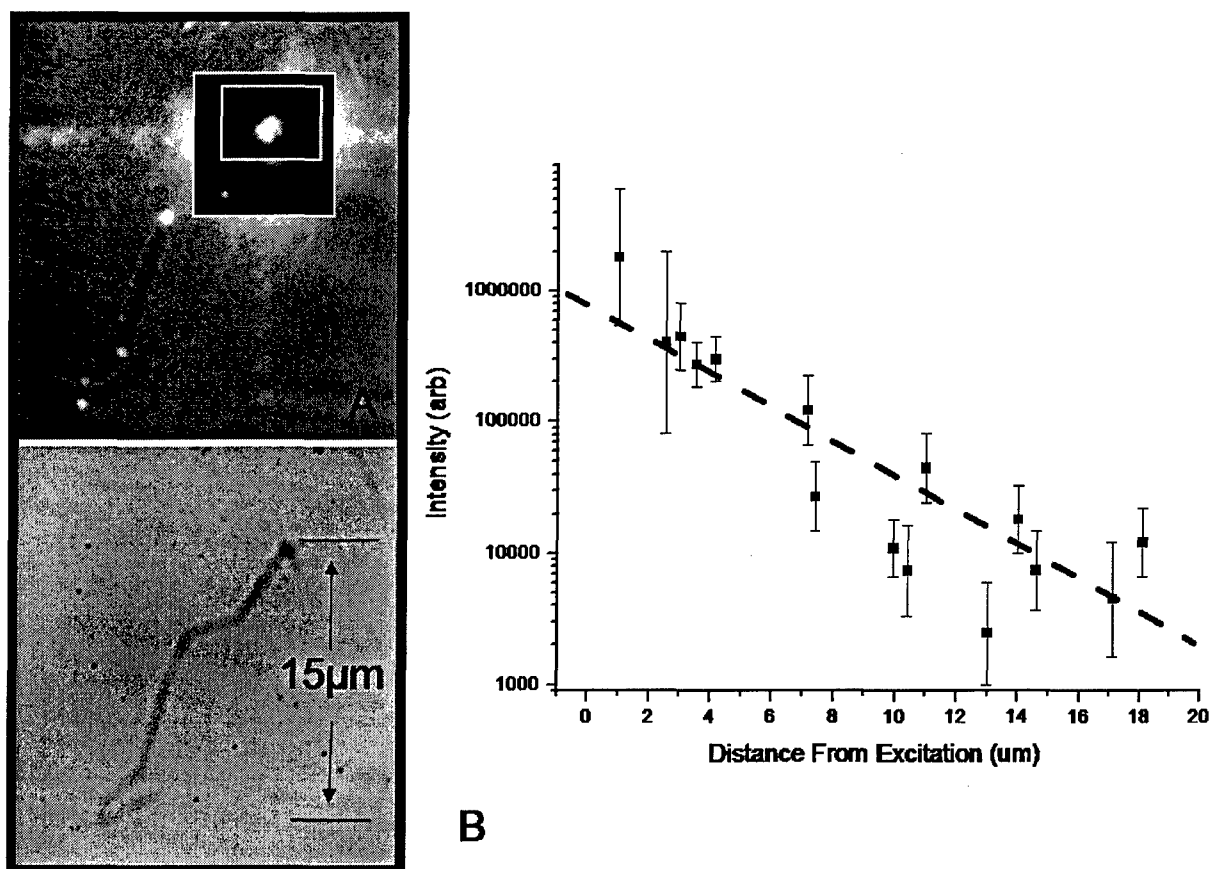 A
15µm
B
Intensity (arb)
1000000
100000
10000
1000
0 2 4 6 8 10 12 14 16 18 20
Distance From Excitation (um)